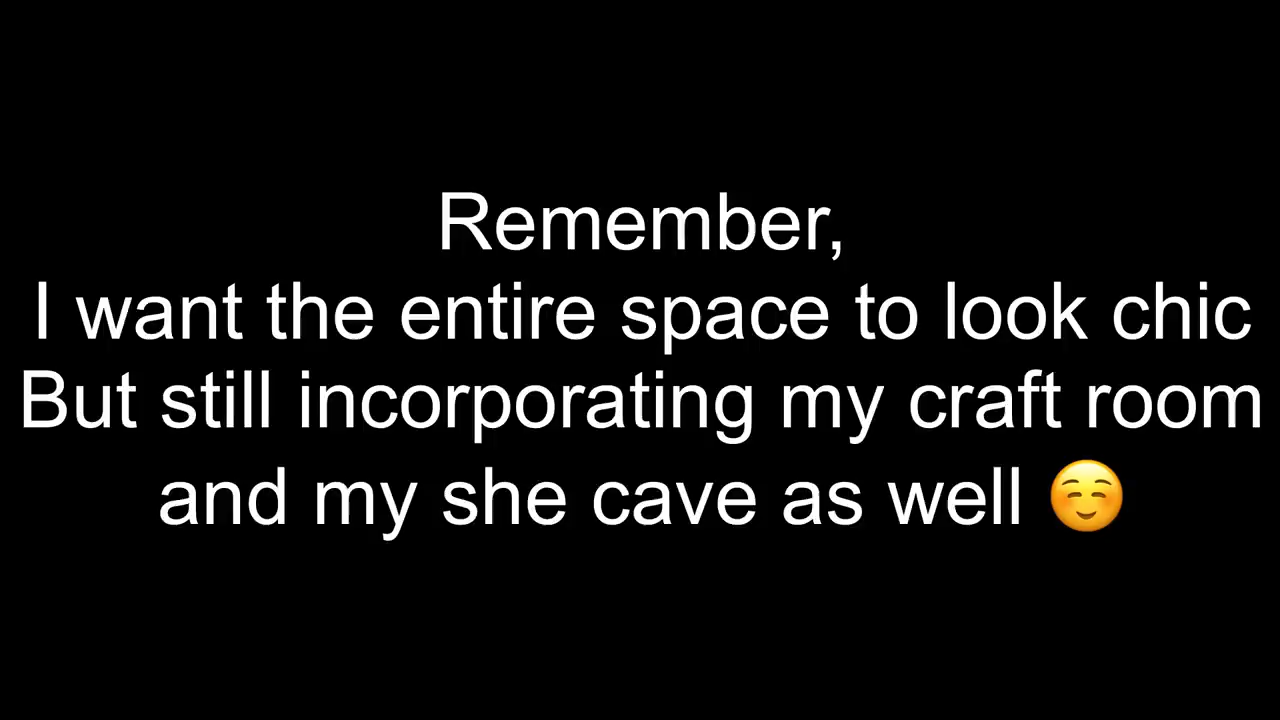 Remember,
I want the entire space to look chic
But still incorporating my craft room
and my she cave as well ☺️